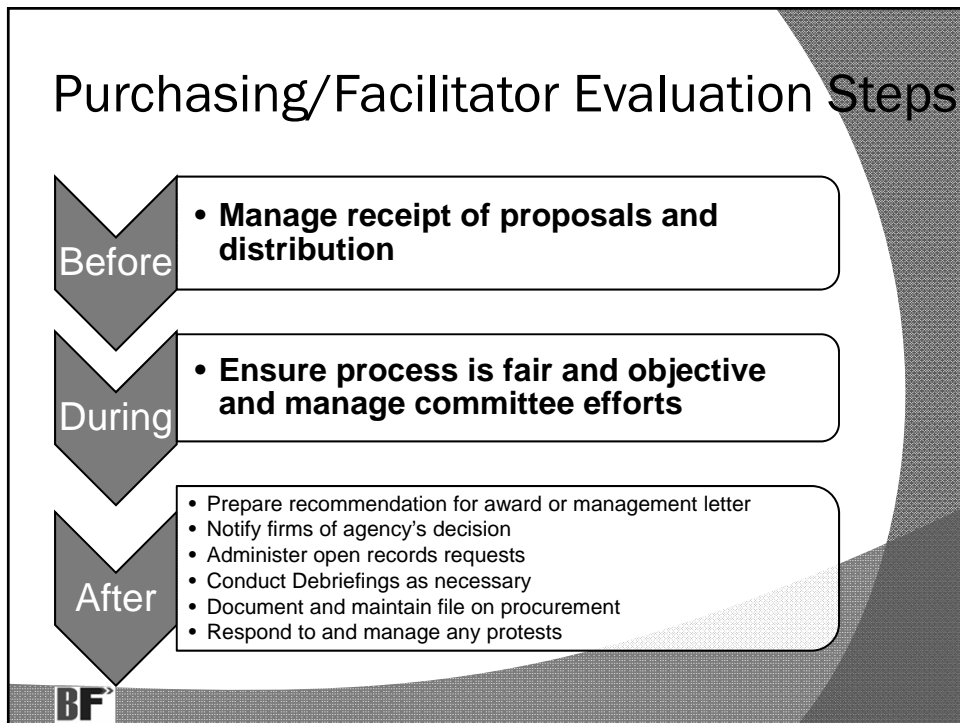 Purchasing/Facilitator Evaluation Steps
Before
• Manage receipt of proposals and
distribution
During
• Ensure process is fair and objective
and manage committee efforts
After
• Prepare recommendation for award or management letter
• Notify firms of agency's decision
• Administer open records requests
• Conduct Debriefings as necessary
• Document and maintain file on procurement
• Respond to and manage any protests
BF